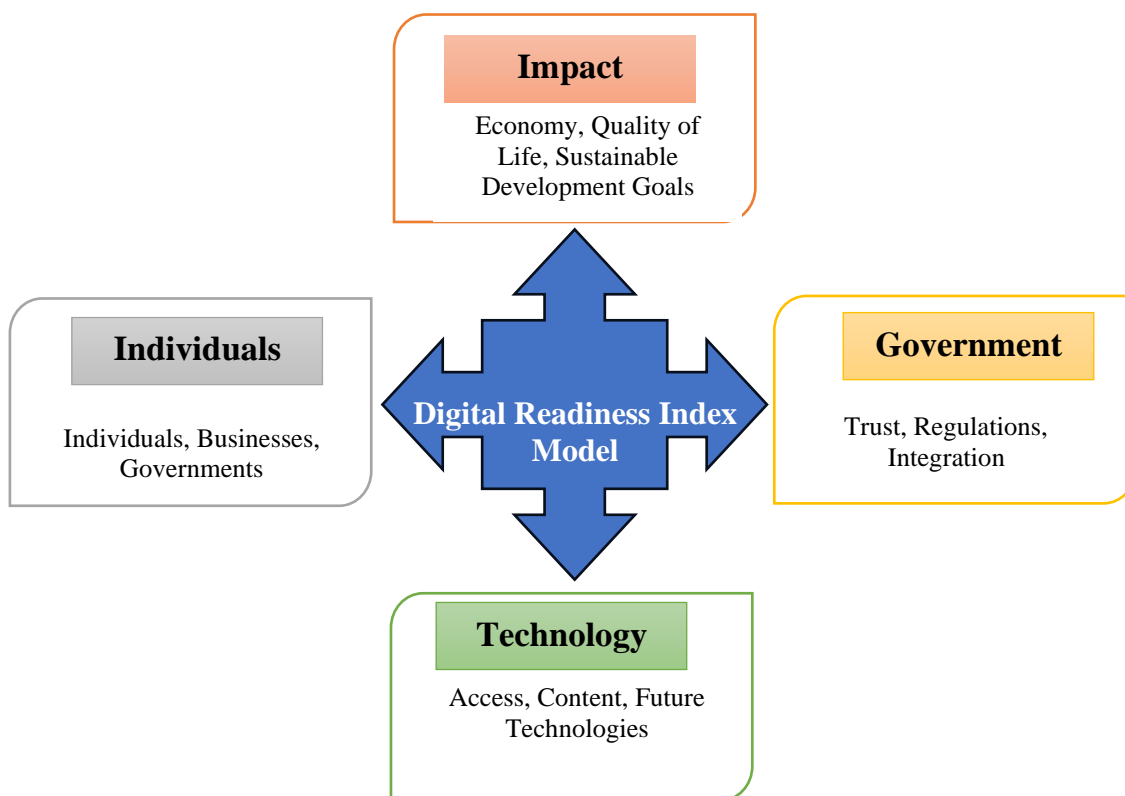 Impact
Economy, Quality of
Life, Sustainable
Development Goals
Individuals
Individuals, Businesses,
Governments
Digital Readiness Index
Model
Government
Trust, Regulations,
Integration
Technology
Access, Content, Future
Technologies